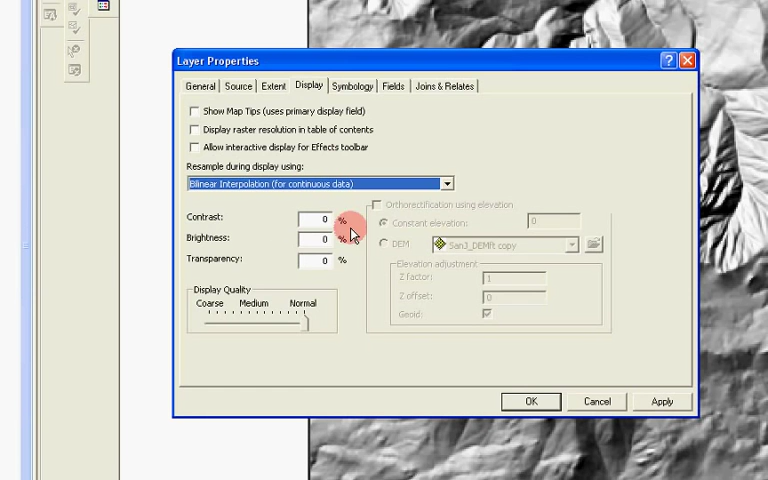 Layer Properties
General Source Extent Display Symbology Fields Joins & Relates
Show Map Tips (uses primary display field)
Display raster resolution in table of contents
Allow interactive display for Effects toolbar
Resample during display using:
Bilinear Interpolation (for continuous data)
Contrast: 0 %
Brightness: 0 %
Transparency: 0 %
Display Quality
Coarse Medium Normal
Orthorectification using elevation
Constant elevation: 0
DEM SanJ_DEMft copy
Elevation adjustment
Z factor: 1
Z offset: 0
Geoid:
OK Cancel Apply